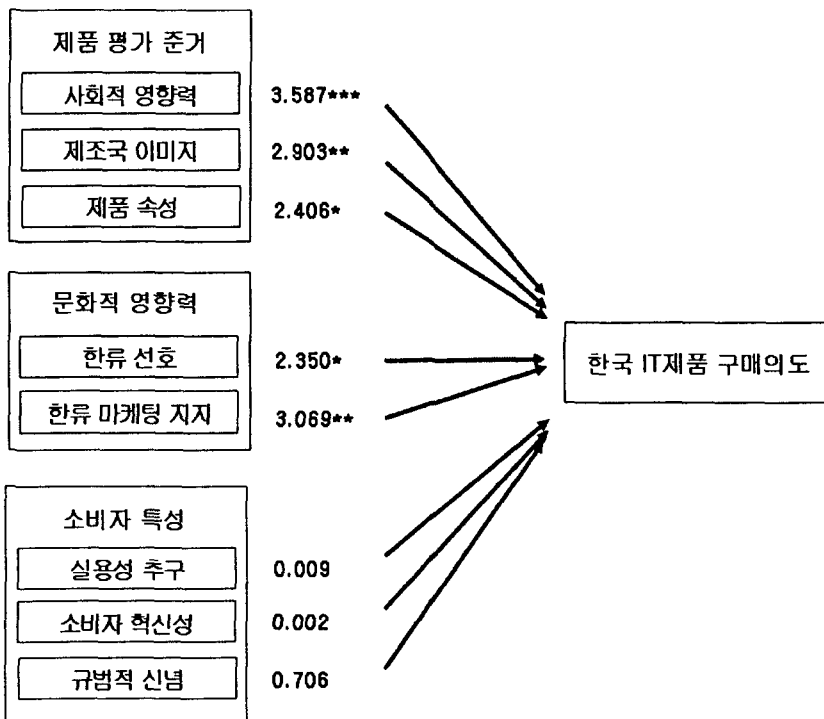 제품 평가 준거
사회적 영향력 3.587***
제조국 이미지 2.903**
제품 속성 2.406*
문화적 영향력
한류 선호 2.350*
한류 마케팅 지지 3.069**
한국 IT제품 구매의도
소비자 특성
실용성 추구 0.009
소비자 혁신성 0.002
규범적 신념 0.706